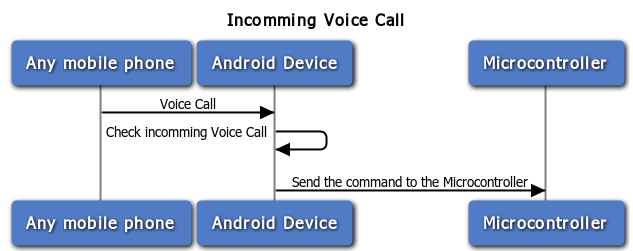 Incomming Voice Call
Any mobile phone
Android Device
Microcontroller
Voice Call
Check incomming Voice Call
Send the command to the Microcontroller
Any mobile phone
Android Device
Microcontroller